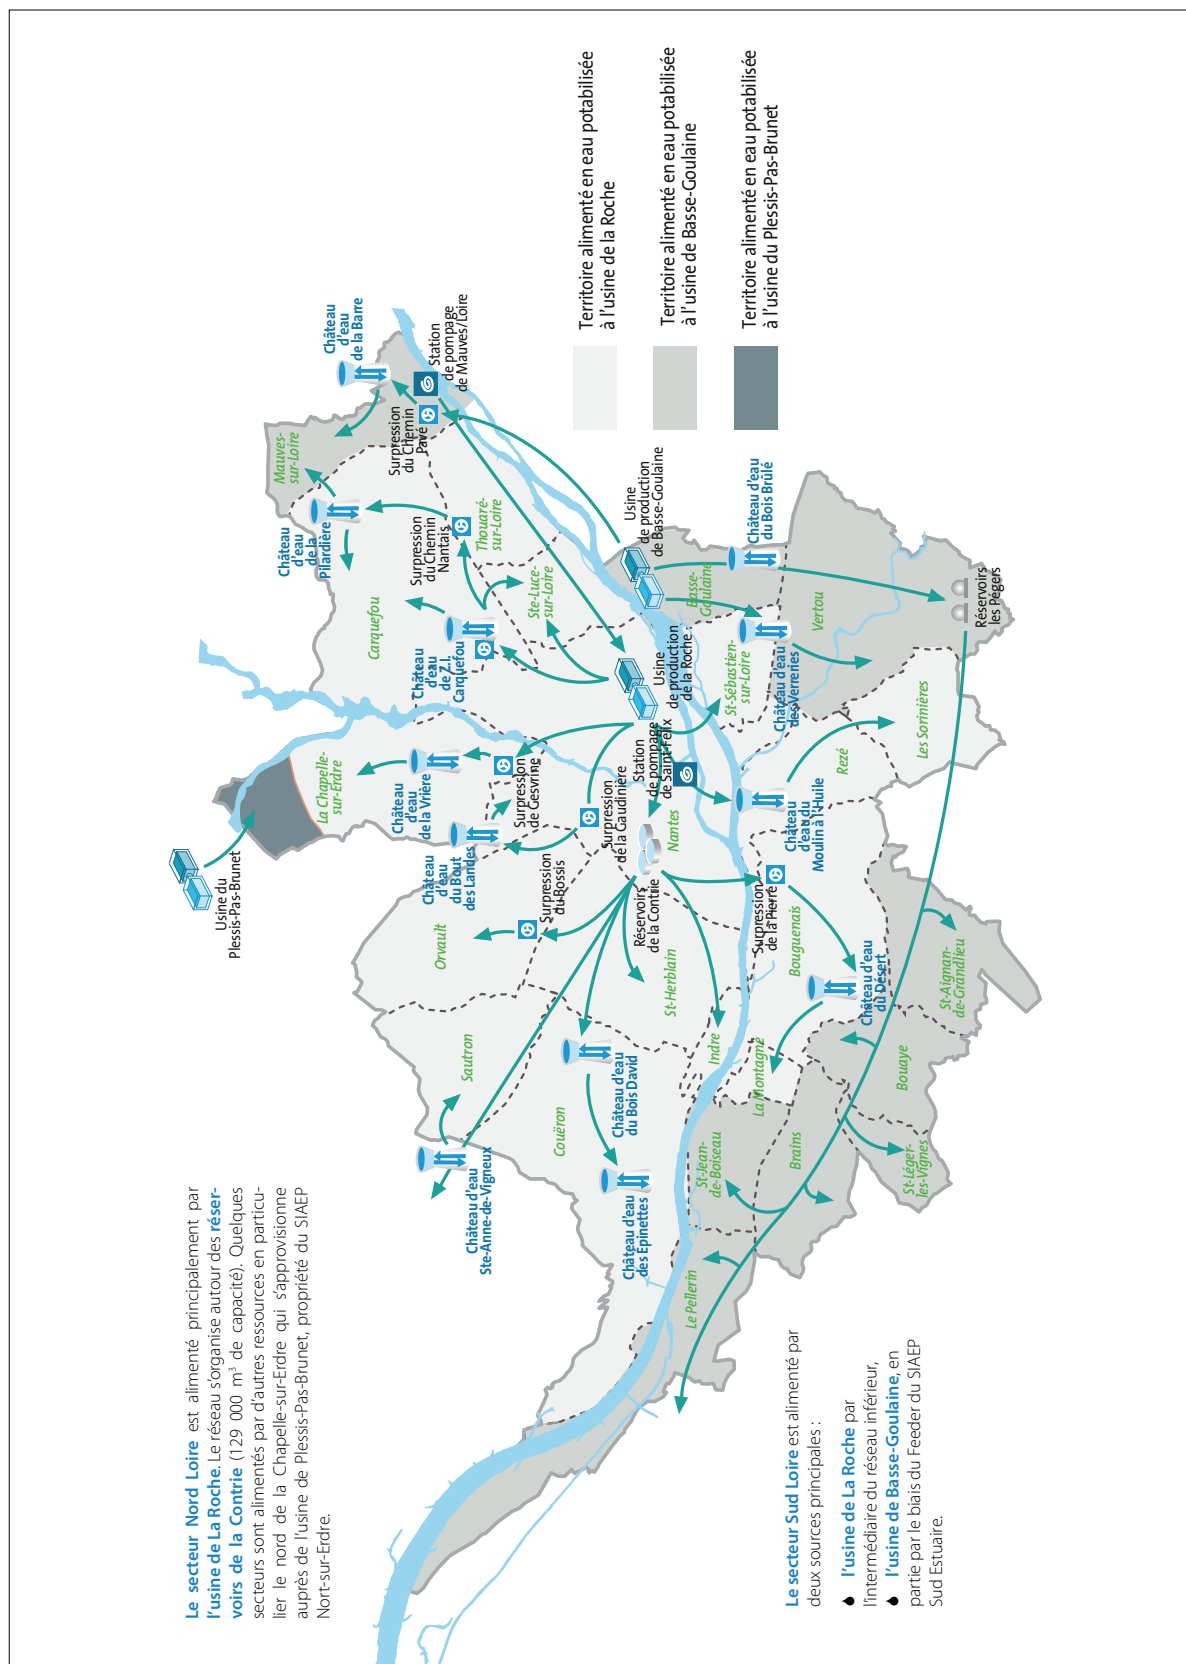 Le secteur Nord Loire est alimenté principalement par
l'usine de La Roche. Le réseau s'organise autour des réser-
voirs de la Contrie (129 000 m³ de capacité). Quelques
secteurs sont alimentés par d'autres ressources en particu-
lier le nord de la Chapelle-sur-Erdre qui s'approvisionne
auprès de l'usine de Plessis-Pas-Brunet, propriété du SIAEP
Nort-sur-Erdre.
Le secteur Sud Loire est alimenté par
deux sources principales :
l'usine de La Roche par
l'intermédiaire du réseau inférieur,
l'usine de Basse-Goulaine, en
partie par le biais du Feeder du SIAEP
Sud Estuaire.
Usine du
Plessis-Pas-Brunet
La Chapelle-
sur-Erdre
Château
d'eau
de la Vrière
Château
d'eau
du Bout
des Landes
Surpression
de Gesvrine
Surpression
de la Gaudinière
Surpression
du Bossis
Orvault
Sautron
Château d'eau
Ste-Anne-de-Vigneux
Couëron
Château d'eau
du Bois David
Château d'eau
des Epinettes
St-Herblain
Réservoirs
de la Contrie
Nantes
Station
de pompage
de Saint-Félix
Indre
Carquefou
Château
d'eau
de Z.I.
Carquefou
Château
d'eau
de la
Pilardière
Surpression
du Chemin
Nantais
Thouaré-
sur-Loire
Ste-Luce-
sur-Loire
Mauves-
sur-Loire
Château
d'eau
de la Barre
Surpression
du Chemin
Pavé
Station
de pompage
de Mauves/Loire
Usine
de production
de la Roche
Usine
de production
de Basse-Goulaine
Basse-
Goulaine
Château d'eau
du Bois Brûlé
St-Sébastien-
sur-Loire
Château d'eau
des Verreries
Vertou
Réservoirs
les Pégers
Les Sorinières
Rezé
Château
d'eau du
Moulin à l'Huile
Surpression
de la Pierre
Bouguenais
Château d'eau
du Désert
St-Aignan-
de-Grandlieu
Bouaye
La Montagne
St-Jean-
de-Boiseau
Brains
St-Léger-
les-Vignes
Le Pellerin
Territoire alimenté en eau potabilisée
à l'usine de la Roche
Territoire alimenté en eau potabilisée
à l'usine de Basse-Goulaine
Territoire alimenté en eau potabilisée
à l'usine du Plessis-Pas-Brunet